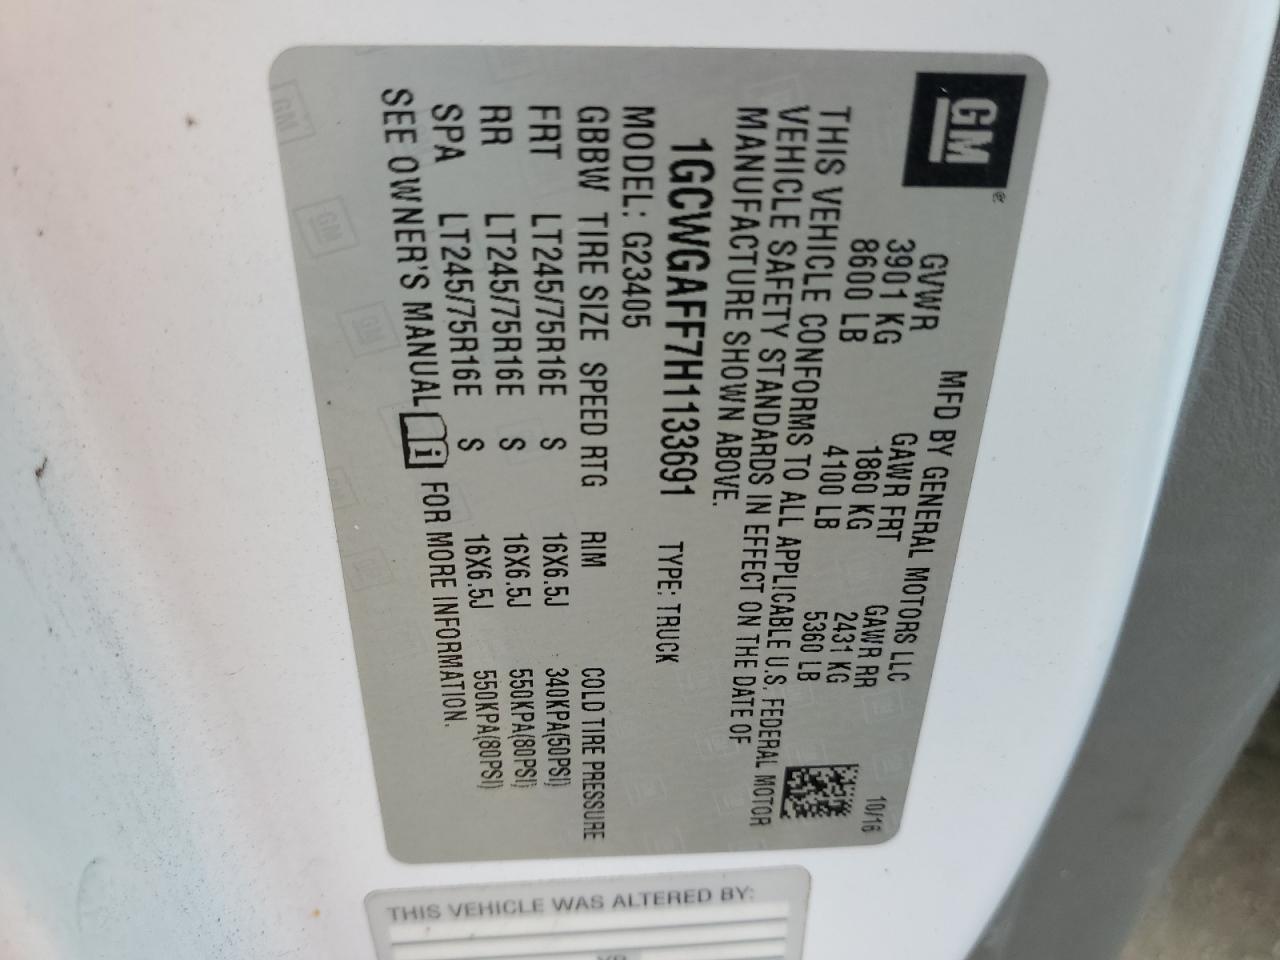 GM
®
MFD BY GENERAL MOTORS LLC 10/16
GVWR GAWR FRT GAWR RR
3901 KG 1860 KG 2431 KG
8600 LB 4100 LB 5360 LB
THIS VEHICLE CONFORMS TO ALL APPLICABLE U.S. FEDERAL MOTOR
VEHICLE SAFETY STANDARDS IN EFFECT ON THE DATE OF
MANUFACTURE SHOWN ABOVE.
1GCWGAFF7H1133691 TYPE: TRUCK
MODEL: G23405
GBBW TIRE SIZE SPEED RTG RIM COLD TIRE PRESSURE
FRT LT245/75R16E S 16X6.5J 340KPA(50PSI)
RR LT245/75R16E S 16X6.5J 550KPA(80PSI)
SPA LT245/75R16E S 16X6.5J 550KPA(80PSI)
SEE OWNER'S MANUAL i FOR MORE INFORMATION.
THIS VEHICLE WAS ALTERED BY: